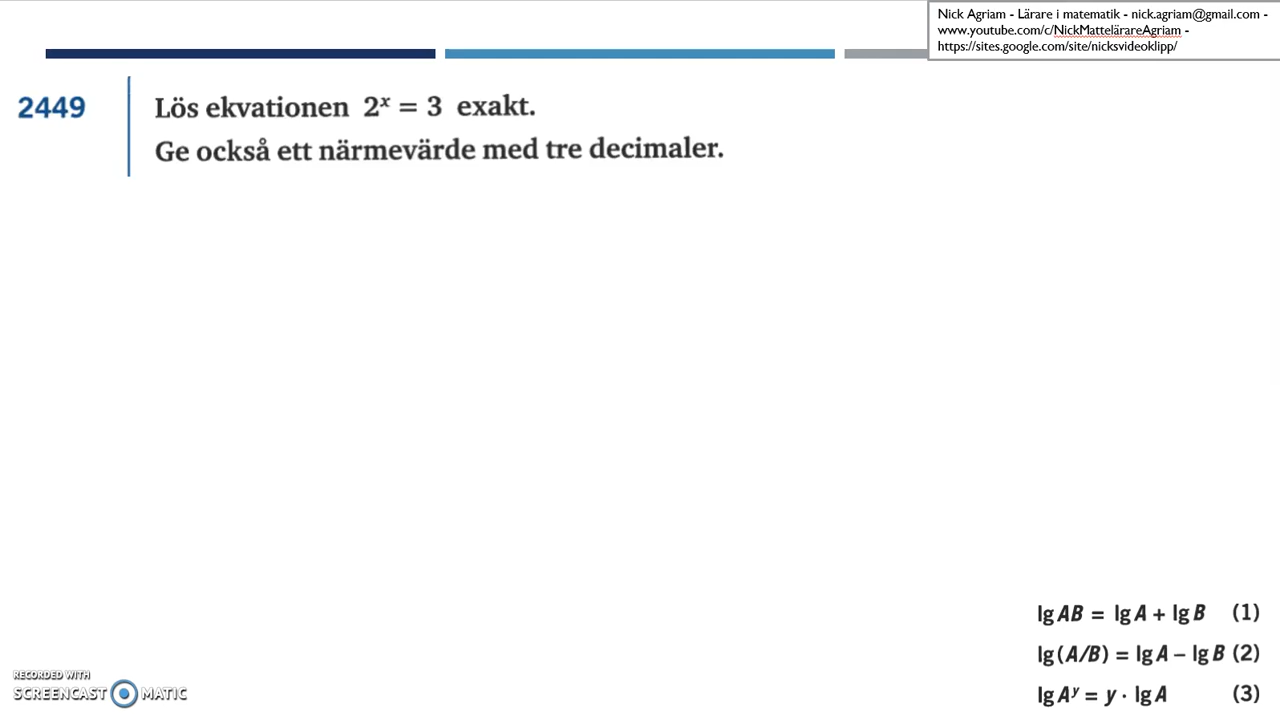 Nick Agriam - Lärare i matematik - nick.agriam@gmail.com -
www.youtube.com/c/NickMattelärareAgriam -
https://sites.google.com/site/nicksvideoklipp/
2449
Lös ekvationen 2ˣ = 3 exakt.
Ge också ett närmevärde med tre decimaler.
lg AB = lg A + lg B (1)
lg (A/B) = lg A – lg B (2)
lg Aʸ = y · lg A (3)
RECORDED WITH
SCREENCAST MATIC